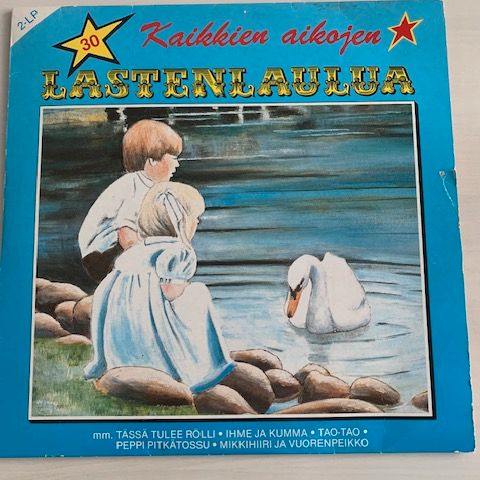 2-LP
30
Kaikkien aikojen
LASTENLAULUA
mm. TÄSSÄ TULEE RÖLLI • IHME JA KUMMA • TAO-TAO •
PEPPI PITKÄTOSSU • MIKKIHIIRI JA VUORENPEIKKO